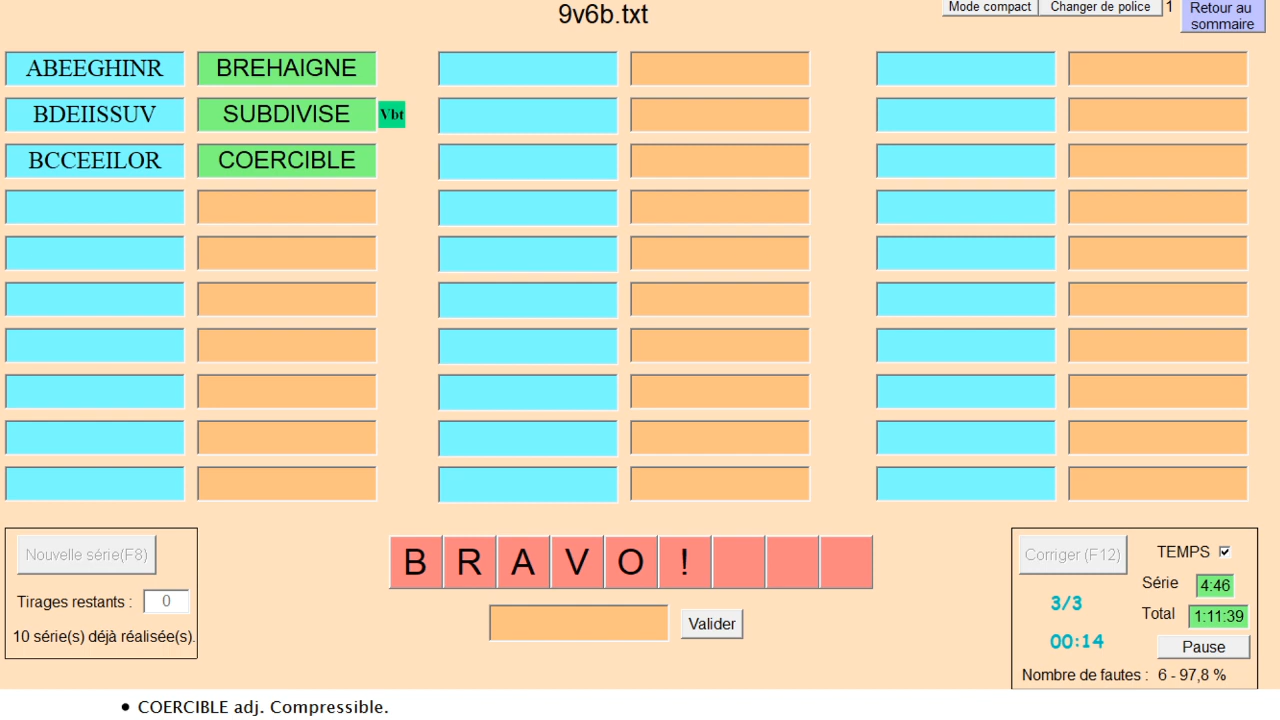 9v6b.txt
Mode compact Changer de police 1 Retour au sommaire
ABEEGHINR BREHAIGNE
BDEIISSUV SUBDIVISE Vbt
BCCEEILOR COERCIBLE
Nouvelle série(F8)
Tirages restants : 0
10 série(s) déjà réalisée(s).
B R A V O !
Valider
Corriger (F12) TEMPS
Série 4:46
3/3
Total 1:11:39
00:14
Pause
Nombre de fautes : 6 - 97,8 %
• COERCIBLE adj. Compressible.